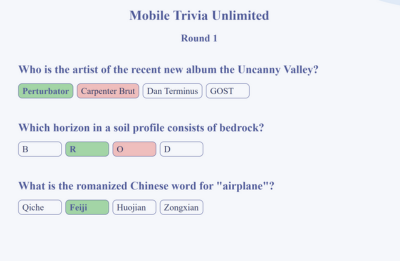 Mobile Trivia Unlimited
Round 1
Who is the artist of the recent new album the Uncanny Valley?
Perturbator Carpenter Brut Dan Terminus GOST
Which horizon in a soil profile consists of bedrock?
B R O D
What is the romanized Chinese word for "airplane"?
Qiche Feiji Huojian Zongxian